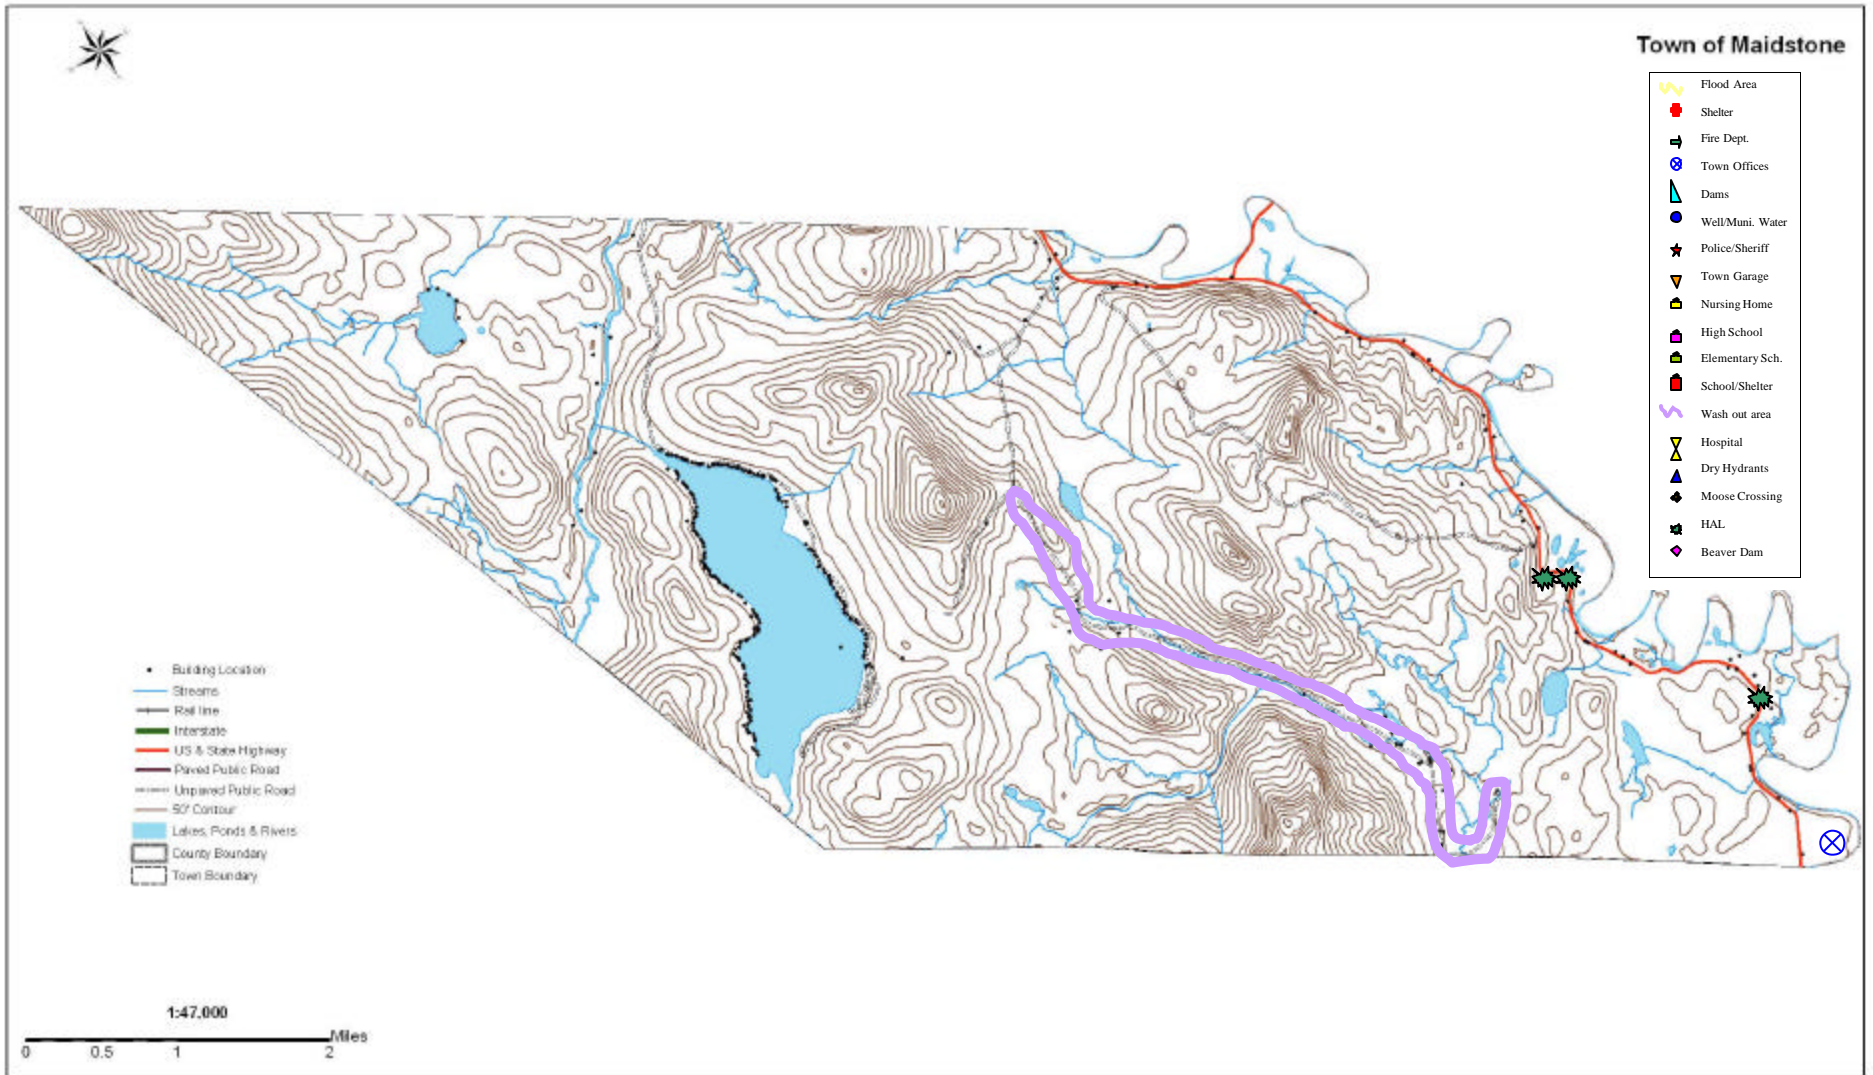 Town of Maidstone
Flood Area
Shelter
Fire Dept.
Town Offices
Dams
Well/Muni. Water
Police/Sheriff
Town Garage
Nursing Home
High School
Elementary Sch.
School/Shelter
Wash out area
Hospital
Dry Hydrants
Moose Crossing
HAL
Beaver Dam
Building Location
Streams
Rail line
Interstate
US & State Highway
Paved Public Road
Unpaved Public Road
50' Contour
Lakes, Ponds & Rivers
County Boundary
Town Boundary
1:47,000
Miles
0 0.5 1 2